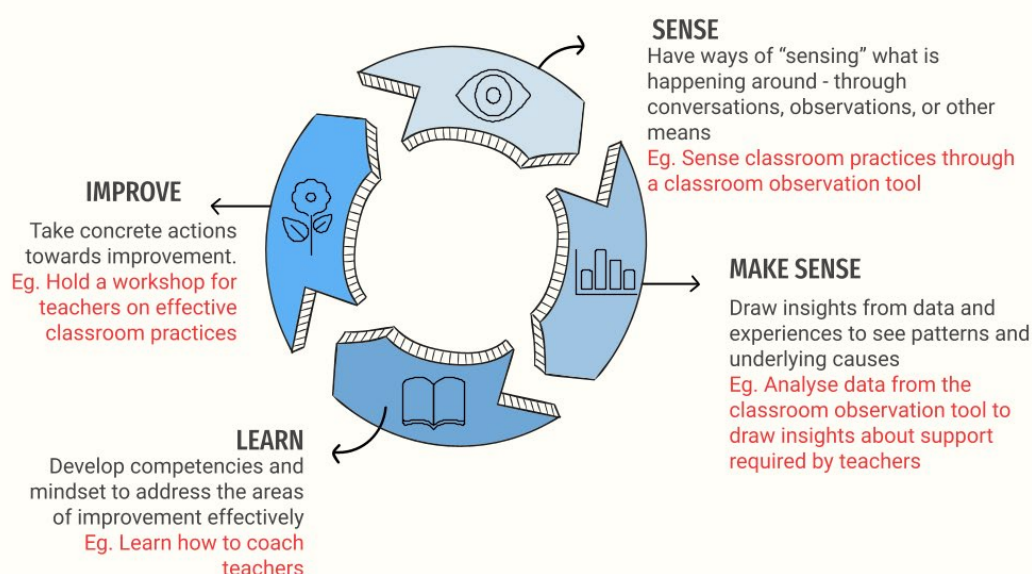 SENSE
Have ways of “sensing” what is
happening around - through
conversations, observations, or other
means
Eg. Sense classroom practices through
a classroom observation tool
MAKE SENSE
Draw insights from data and
experiences to see patterns and
underlying causes
Eg. Analyse data from the
classroom observation tool to
draw insights about support
required by teachers
LEARN
Develop competencies and
mindset to address the areas
of improvement effectively
Eg. Learn how to coach
teachers
IMPROVE
Take concrete actions
towards improvement.
Eg. Hold a workshop for
teachers on effective
classroom practices